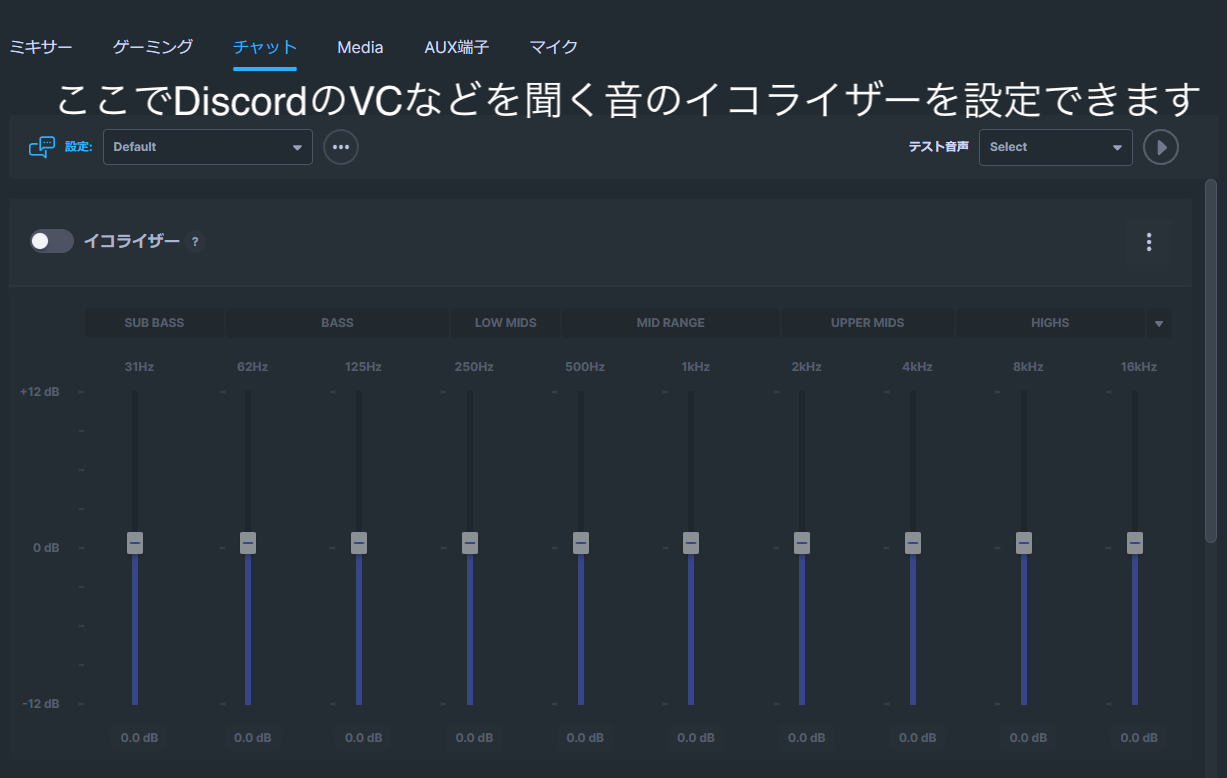 ミキサー ゲーミング チャット Media AUX端子 マイク
ここでDiscordのVCなどを聞く音のイコライザーを設定できます
設定: Default テスト音声 Select
イコライザー ?
SUB BASS BASS LOW MIDS MID RANGE UPPER MIDS HIGHS
31Hz 62Hz 125Hz 250Hz 500Hz 1kHz 2kHz 4kHz 8kHz 16kHz
+12 dB
0 dB
-12 dB
0.0 dB 0.0 dB 0.0 dB 0.0 dB 0.0 dB 0.0 dB 0.0 dB 0.0 dB 0.0 dB 0.0 dB